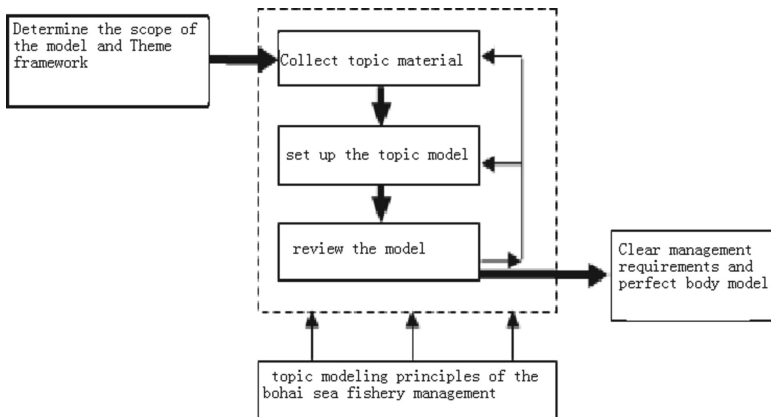 Determine the scope of
the model and Theme
framework
Collect topic material
set up the topic model
review the model
Clear management
requirements and
perfect body model
topic modeling principles of the
bohai sea fishery management